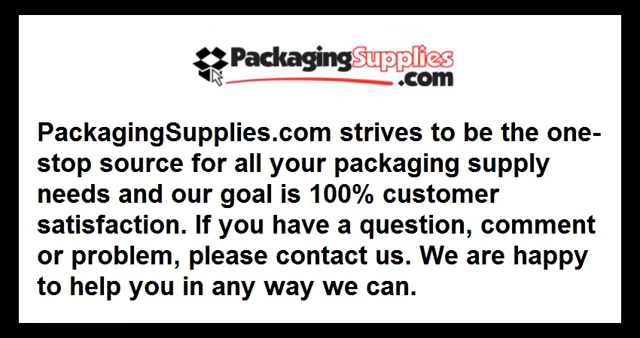 PackagingSupplies
.com
PackagingSupplies.com strives to be the one-
stop source for all your packaging supply
needs and our goal is 100% customer
satisfaction. If you have a question, comment
or problem, please contact us. We are happy
to help you in any way we can.